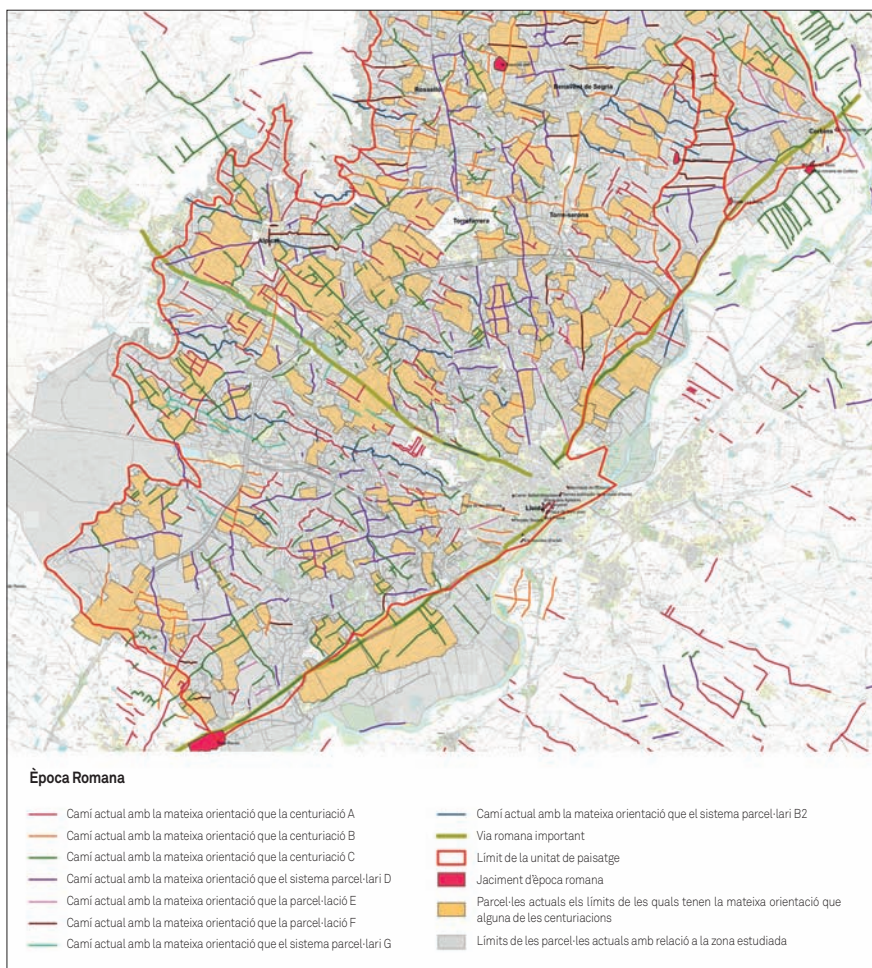 Rosselló
Benavent de Segrià
Corbins
Alpicat
Torrefarrera
Torre-serona
Lleida
Època Romana
Camí actual amb la mateixa orientació que la centuriació A
Camí actual amb la mateixa orientació que la centuriació B
Camí actual amb la mateixa orientació que la centuriació C
Camí actual amb la mateixa orientació que el sistema parcel·lari D
Camí actual amb la mateixa orientació que la parcel·lació E
Camí actual amb la mateixa orientació que la parcel·lació F
Camí actual amb la mateixa orientació que el sistema parcel·lari G
Camí actual amb la mateixa orientació que el sistema parcel·lari B2
Via romana important
Límit de la unitat de paisatge
Jaciment d'època romana
Parcel·les actuals els límits de les quals tenen la mateixa orientació que
alguna de les centuriacions
Límits de les parcel·les actuals amb relació a la zona estudiada